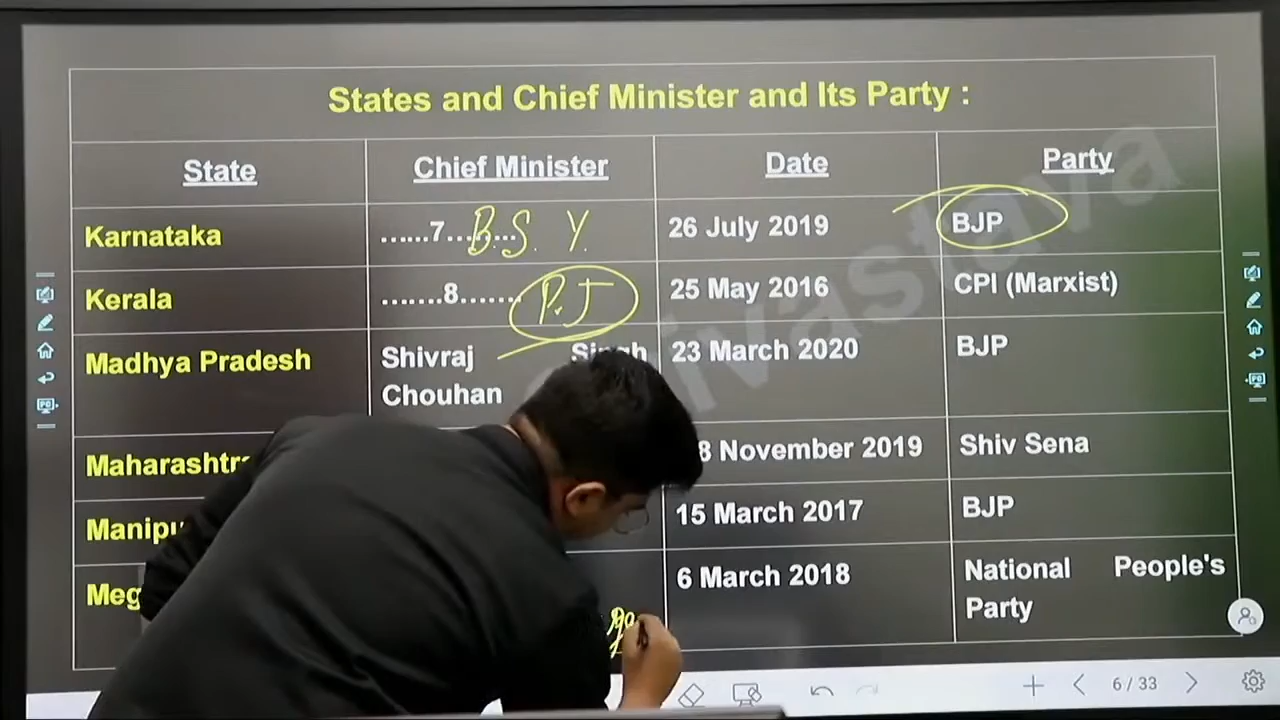 States and Chief Minister and Its Party :
State Chief Minister Date Party
Karnataka ......7........ B.S. Y. 26 July 2019 BJP
Kerala .......8....... P.J 25 May 2016 CPI (Marxist)
Madhya Pradesh Shivraj Singh Chouhan 23 March 2020 BJP
8 November 2019 Shiv Sena
15 March 2017 BJP
6 March 2018 National People's
Party
6 / 33